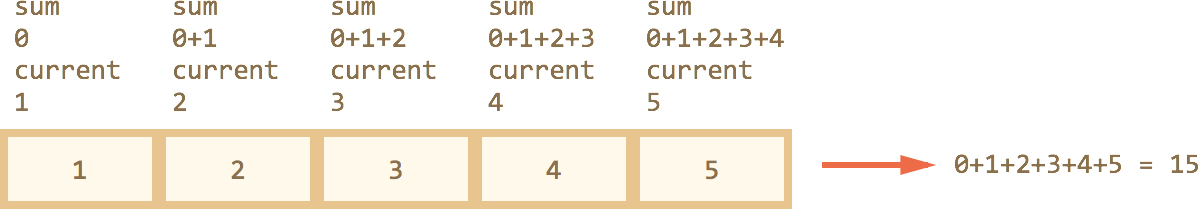 sum sum sum sum sum
0 0+1 0+1+2 0+1+2+3 0+1+2+3+4
current current current current current
1 2 3 4 5
1 2 3 4 5 0+1+2+3+4+5 = 15